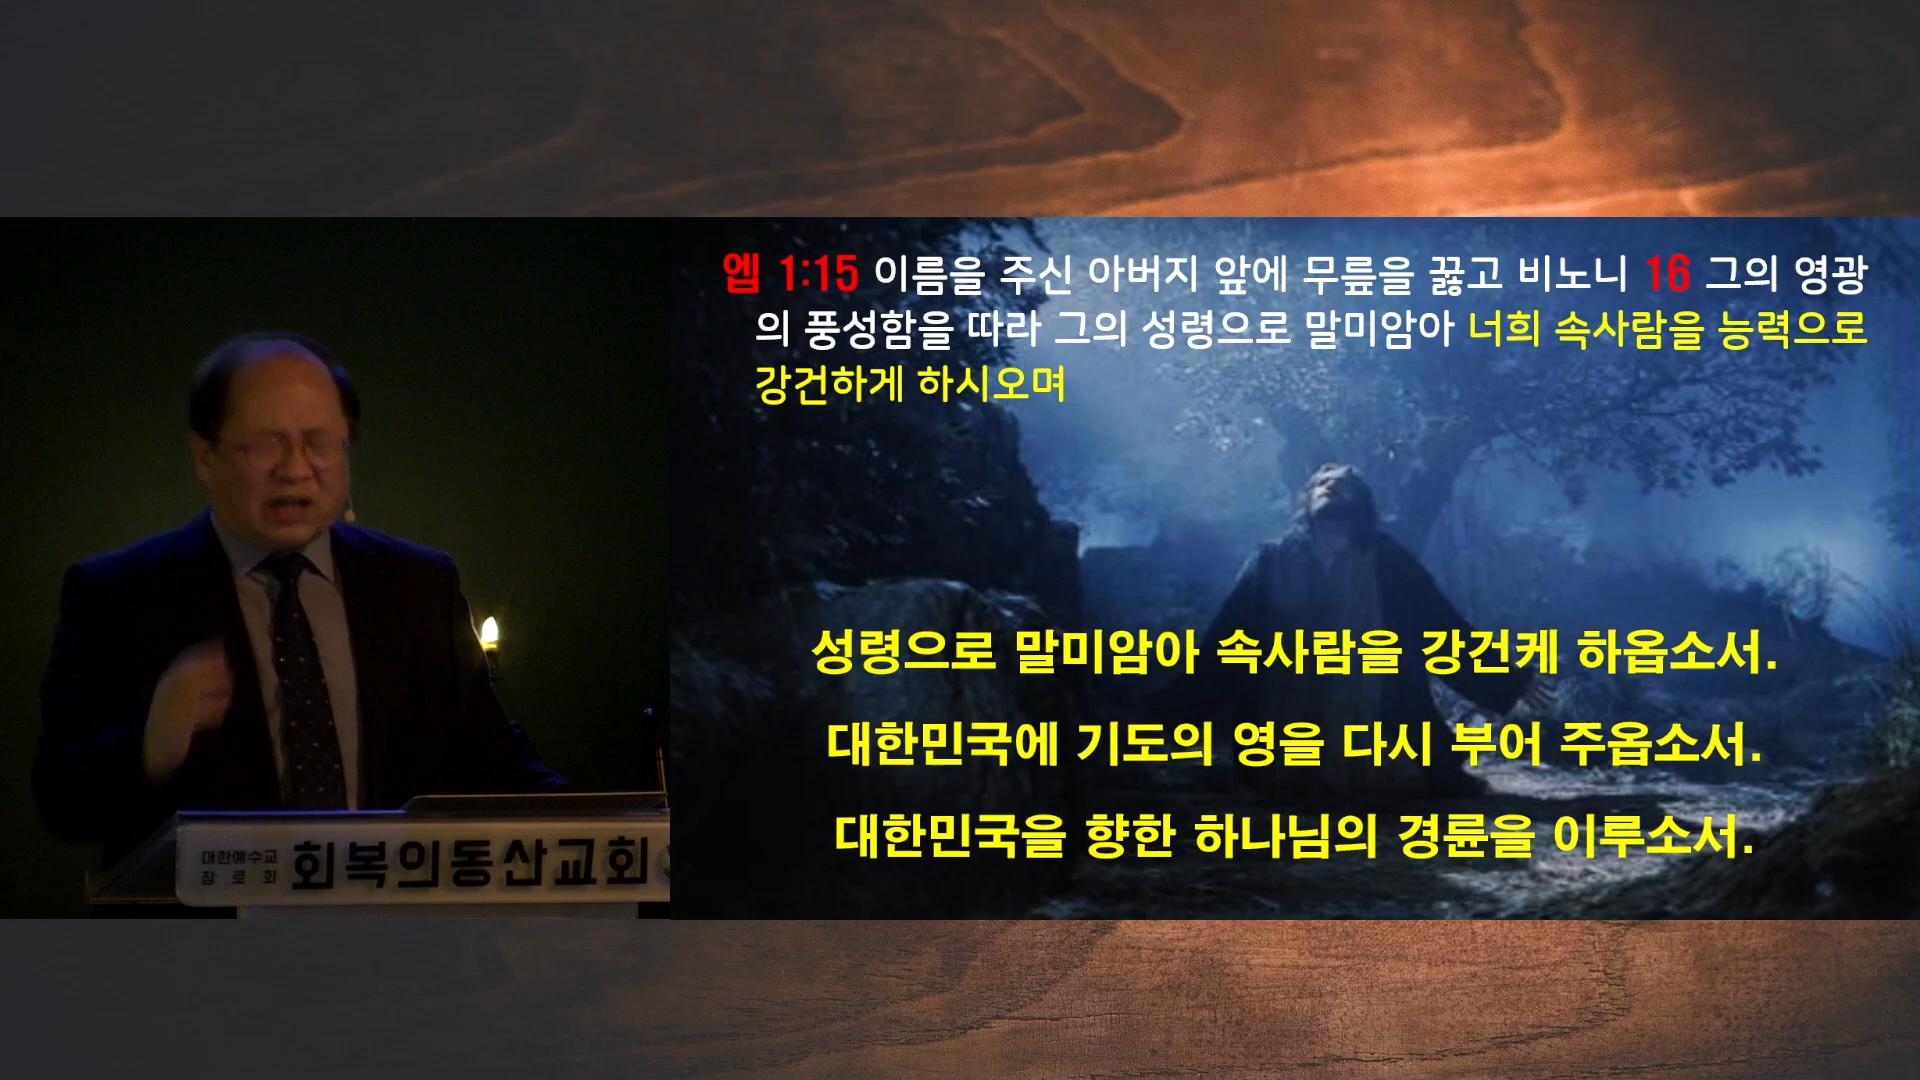 엡 1:15 이름을 주신 아버지 앞에 무릎을 꿇고 비노니 16 그의 영광
의 풍성함을 따라 그의 성령으로 말미암아 너희 속사람을 능력으로
강건하게 하시오며
성령으로 말미암아 속사람을 강건케 하옵소서.
대한민국에 기도의 영을 다시 부어 주옵소서.
대한민국을 향한 하나님의 경륜을 이루소서.
대한예수교
장로회
회복의동산교회